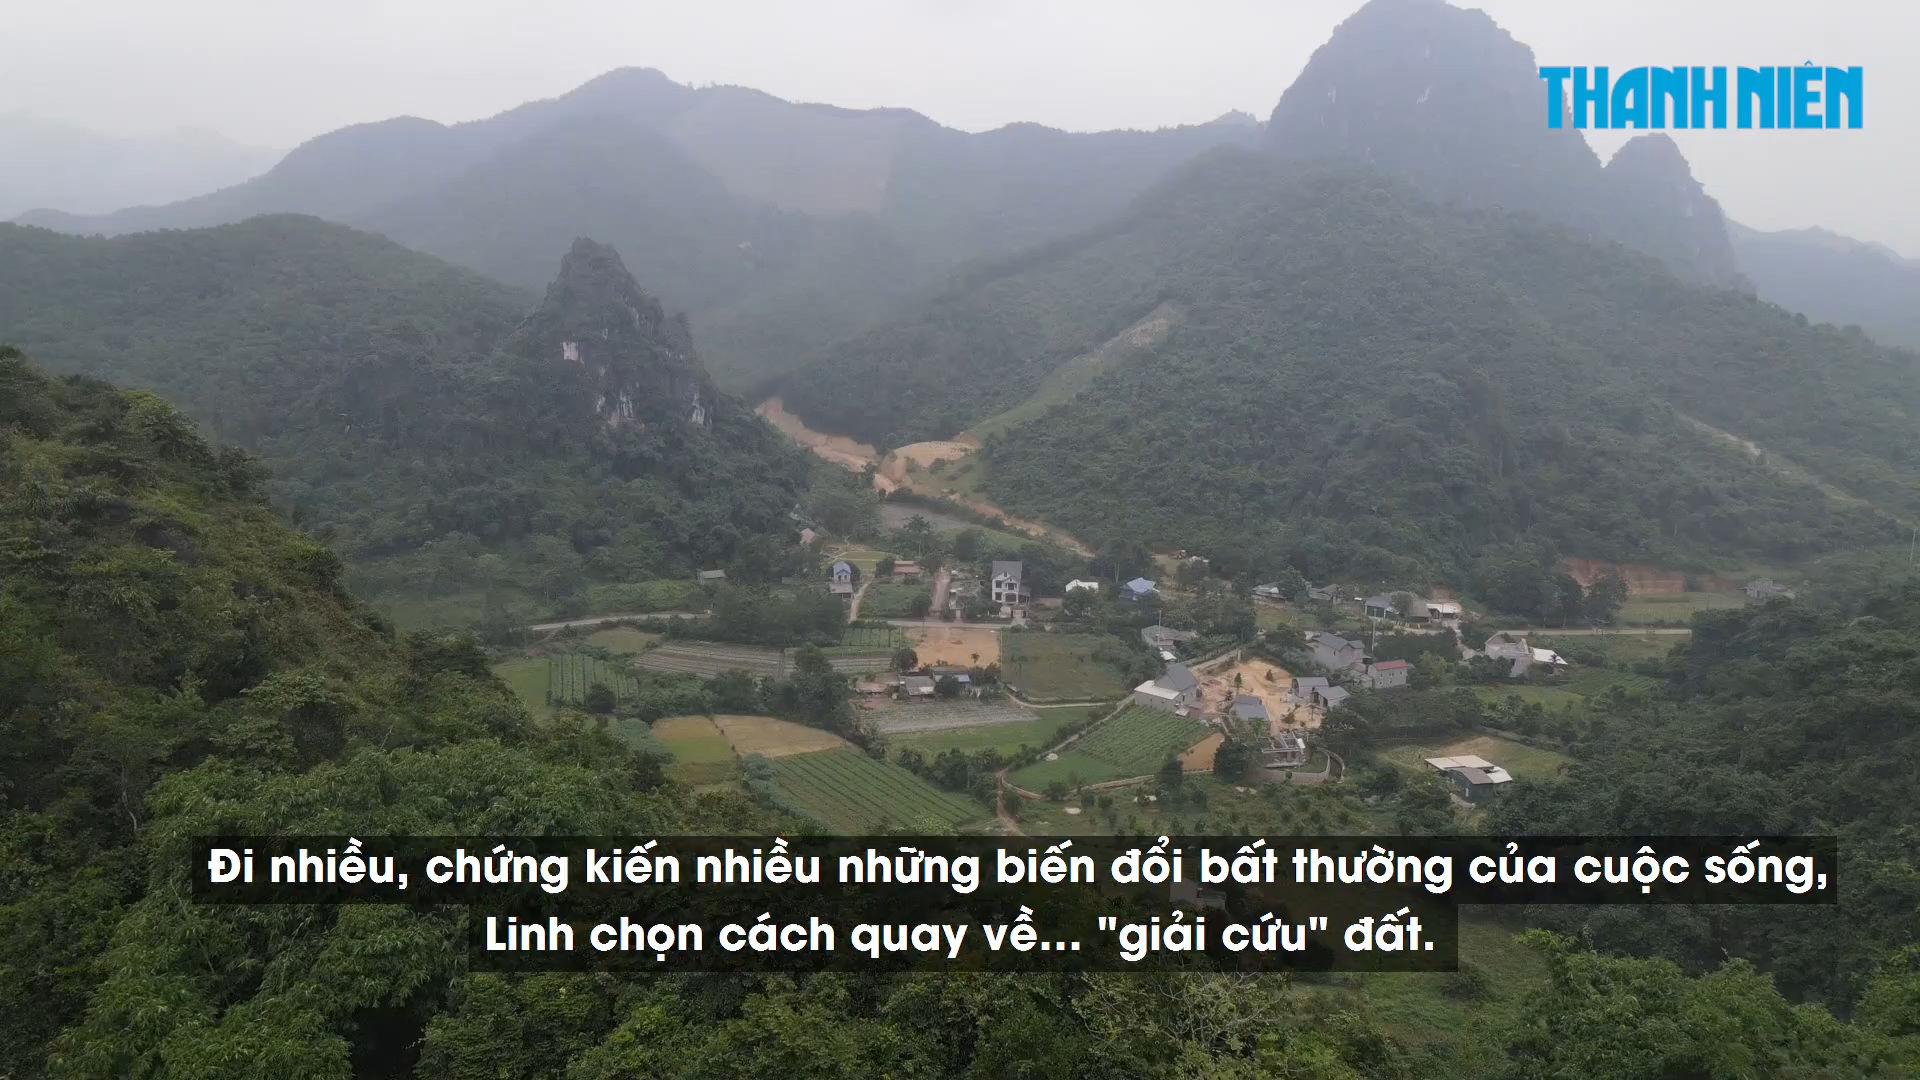 THANH NIÊN
Đi nhiều, chứng kiến nhiều những biến đổi bất thường của cuộc sống,
Linh chọn cách quay về... "giải cứu" đất.